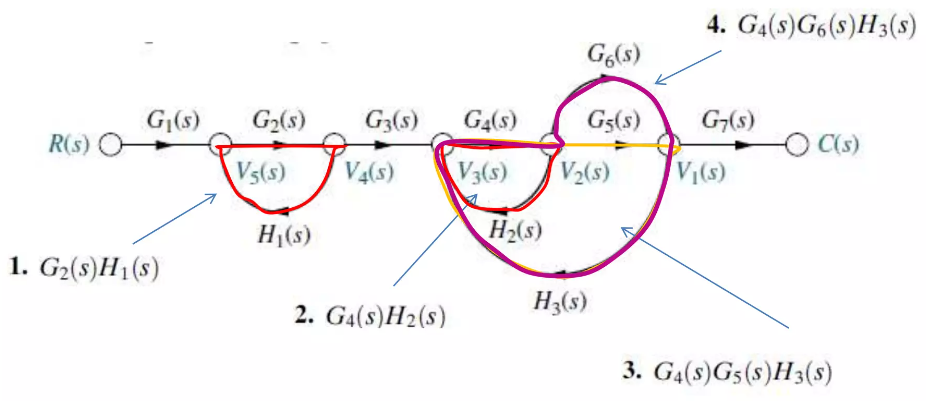 4. G₄(s)G₆(s)H₃(s)
G₆(s)
G₁(s) G₂(s) G₃(s) G₄(s) G₅(s) G₇(s)
R(s) C(s)
V₅(s) V₄(s) V₃(s) V₂(s) V₁(s)
H₁(s) H₂(s)
1. G₂(s)H₁(s)
H₃(s)
2. G₄(s)H₂(s)
3. G₄(s)G₅(s)H₃(s)